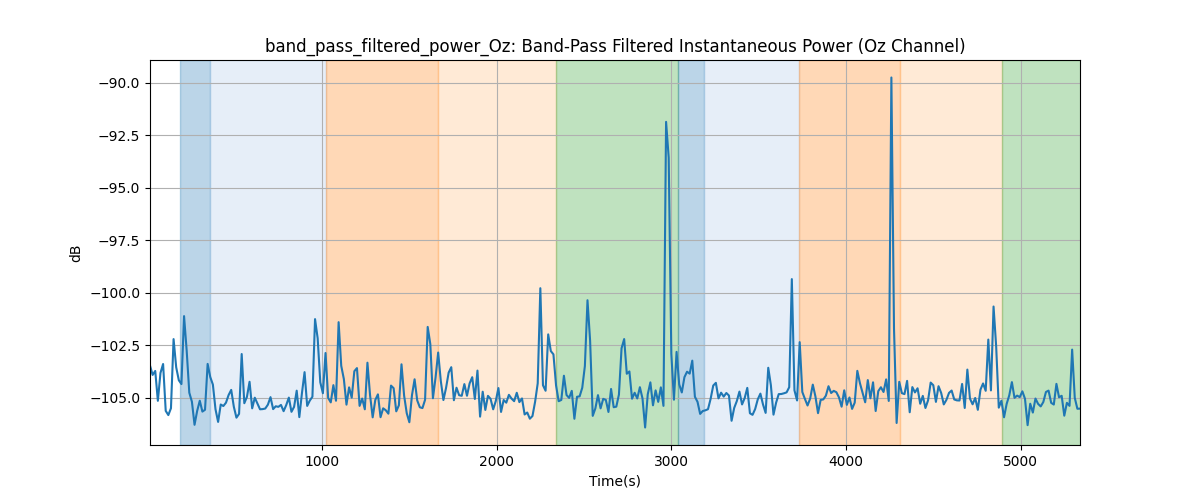 band_pass_filtered_power_Oz: Band-Pass Filtered Instantaneous Power (Oz Channel)
−90.0
−92.5
−95.0
−97.5
−100.0
−102.5
−105.0
dB
1000 2000 3000 4000 5000
Time(s)